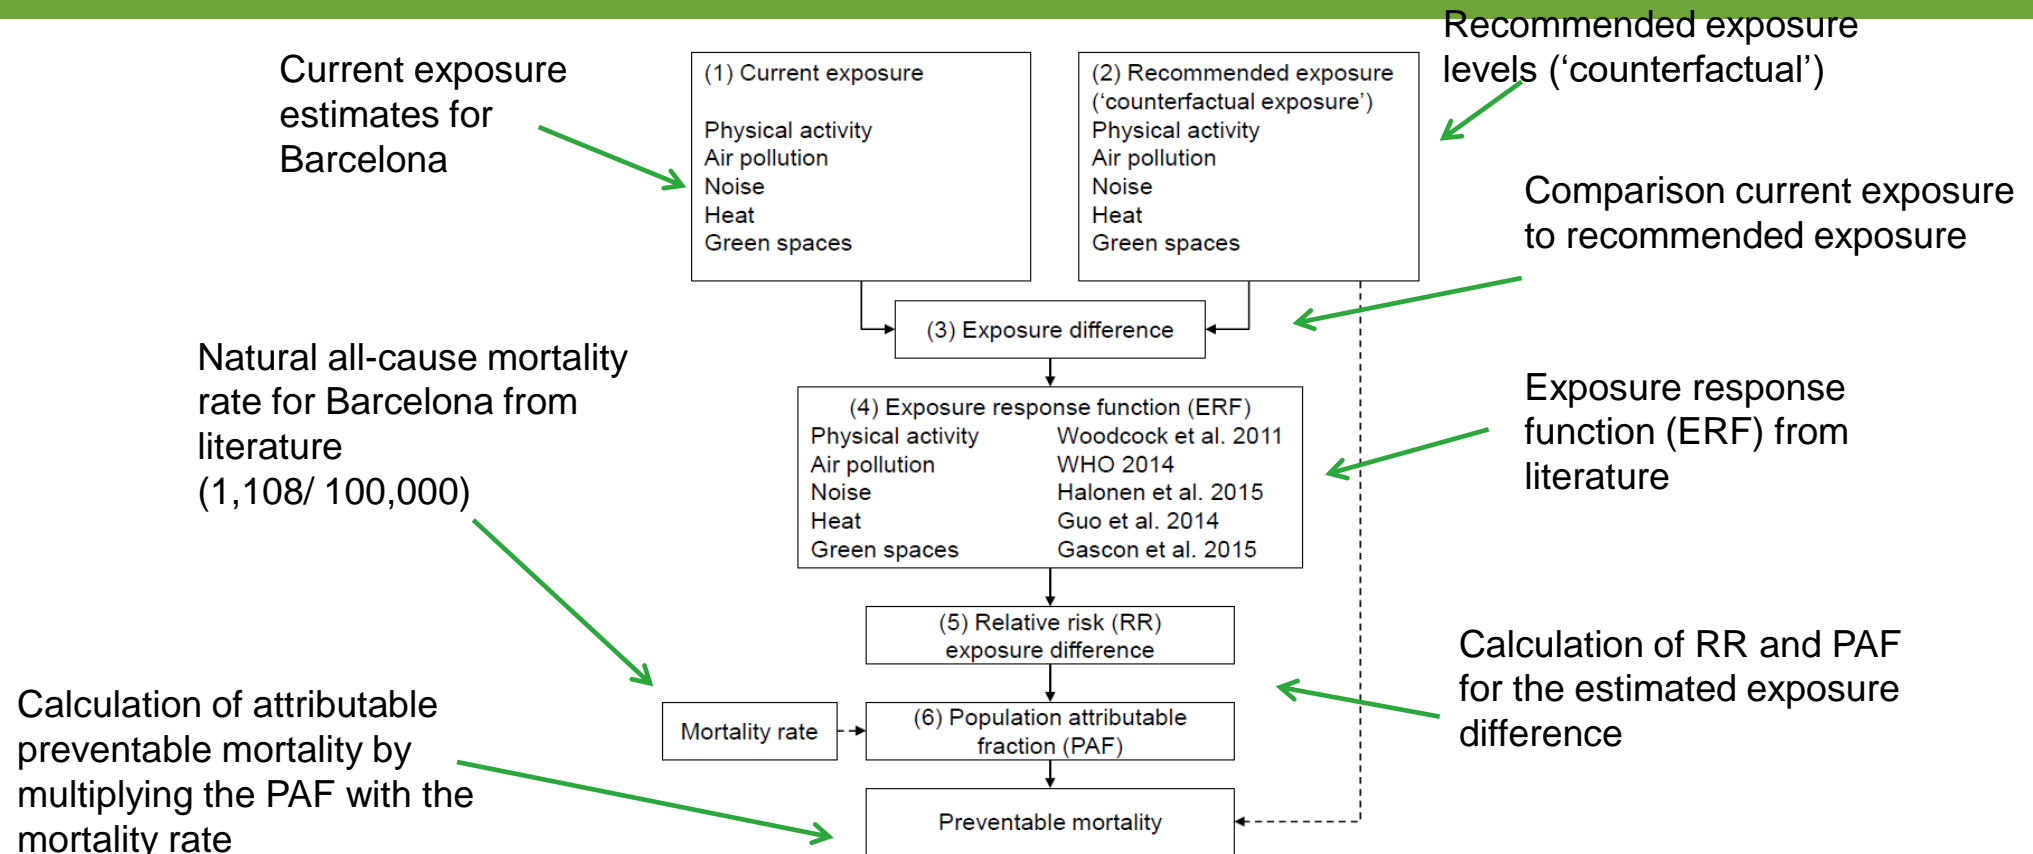 Recommended exposure
levels (‘counterfactual’)
Current exposure
estimates for
Barcelona
(1) Current exposure
Physical activity
Air pollution
Noise
Heat
Green spaces
(2) Recommended exposure
(‘counterfactual exposure’)
Physical activity
Air pollution
Noise
Heat
Green spaces
Comparison current exposure
to recommended exposure
(3) Exposure difference
Natural all-cause mortality
rate for Barcelona from
literature
(1,108/ 100,000)
(4) Exposure response function (ERF)
Physical activity Woodcock et al. 2011
Air pollution WHO 2014
Noise Halonen et al. 2015
Heat Guo et al. 2014
Green spaces Gascon et al. 2015
Exposure response
function (ERF) from
literature
(5) Relative risk (RR)
exposure difference
Calculation of RR and PAF
for the estimated exposure
difference
Mortality rate
(6) Population attributable
fraction (PAF)
Calculation of attributable
preventable mortality by
multiplying the PAF with the
mortality rate
Preventable mortality